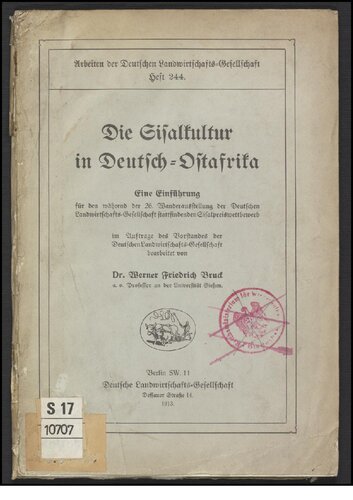 Arbeiten der Deutschen Landwirtschafts-Gesellschaft
Heft 244.
Die Sisalkultur
in Deutsch-Ostafrika
Eine Einführung
für den während der 26. Wanderausstellung der Deutschen
Landwirtschafts-Gesellschaft stattfindenden Sisalpreiswettbewerb
im Auftrage des Vorstandes der
Deutschen Landwirtschafts-Gesellschaft
bearbeitet von
Dr. Werner Friedrich Bruck
a. o. Professor an der Universität Gießen.
Berlin SW. 11
Deutsche Landwirtschafts-Gesellschaft
Dessauer Straße 14.
1913.
S 17
10707